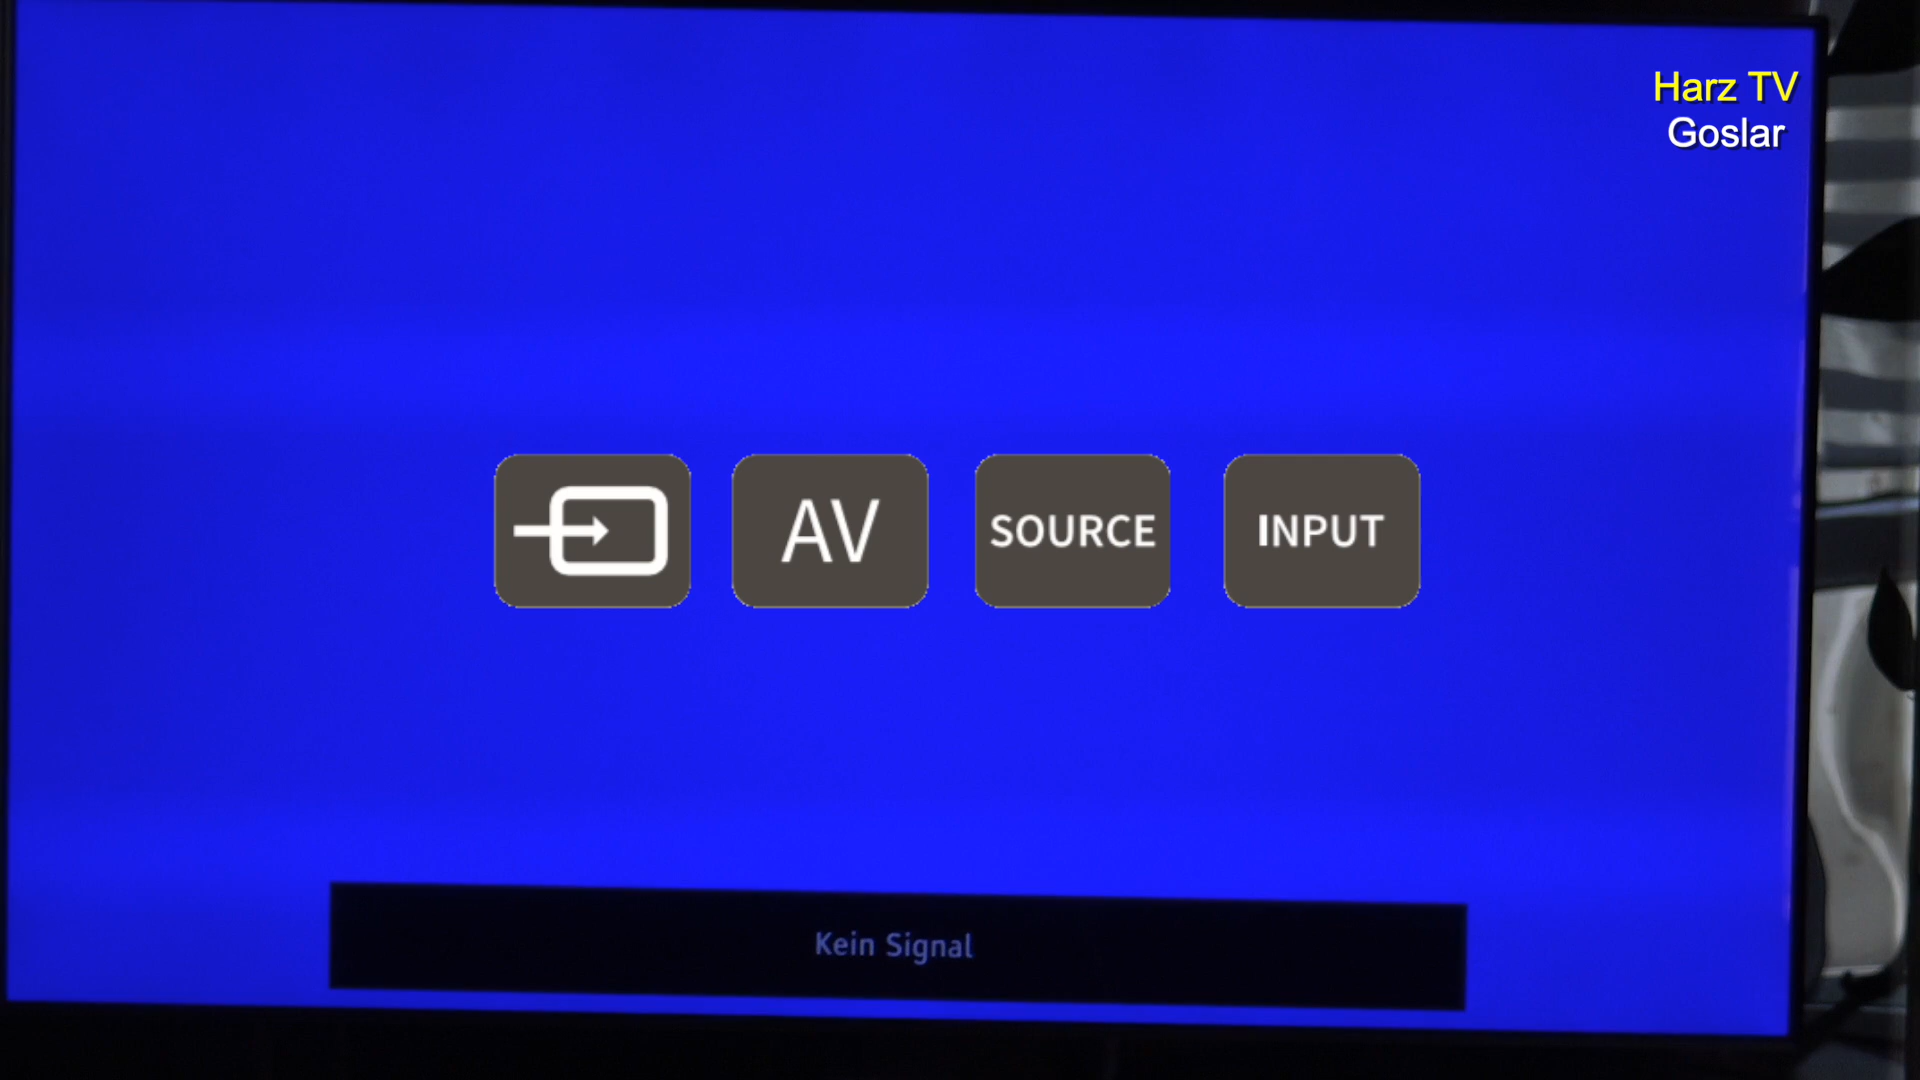 Harz TV
Goslar
AV
SOURCE
INPUT
Kein Signal